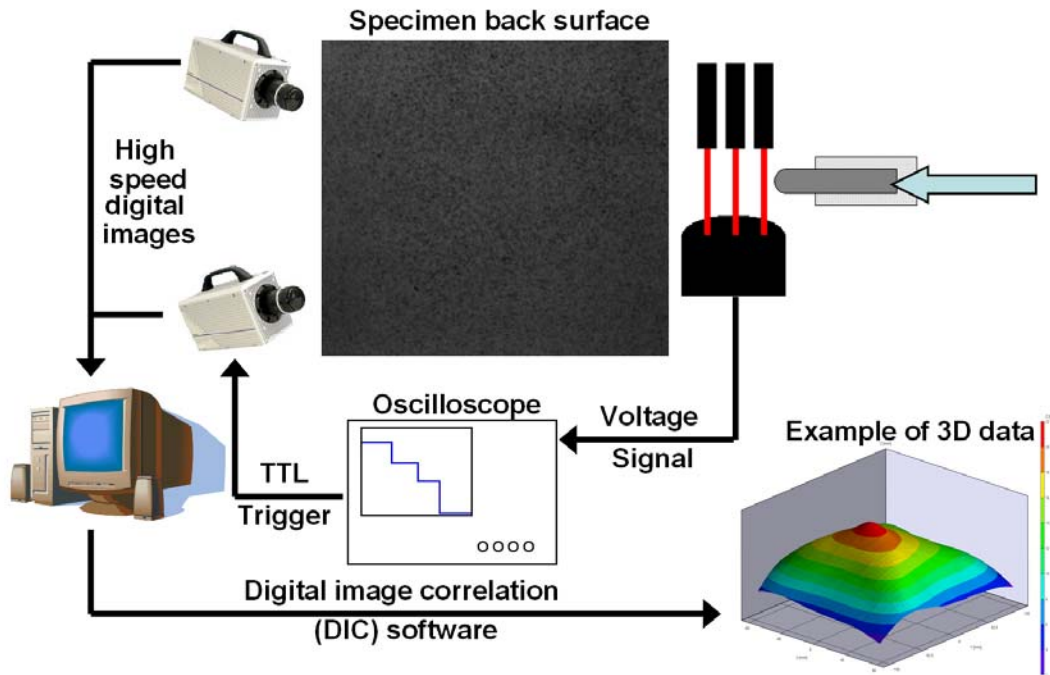 Specimen back surface
High
speed
digital
images
Oscilloscope
Voltage
Signal
TTL
Trigger
Example of 3D data
Digital image correlation
(DIC) software